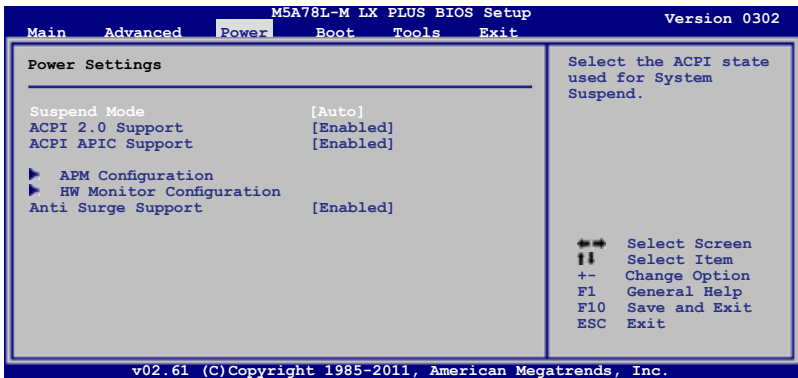 M5A78L-M LX PLUS BIOS Setup
Version 0302
Main Advanced Power Boot Tools Exit
Power Settings
Suspend Mode [Auto]
ACPI 2.0 Support [Enabled]
ACPI APIC Support [Enabled]
APM Configuration
HW Monitor Configuration
Anti Surge Support [Enabled]
Select the ACPI state
used for System
Suspend.
Select Screen
Select Item
+- Change Option
F1 General Help
F10 Save and Exit
ESC Exit
v02.61 (C)Copyright 1985-2011, American Megatrends, Inc.